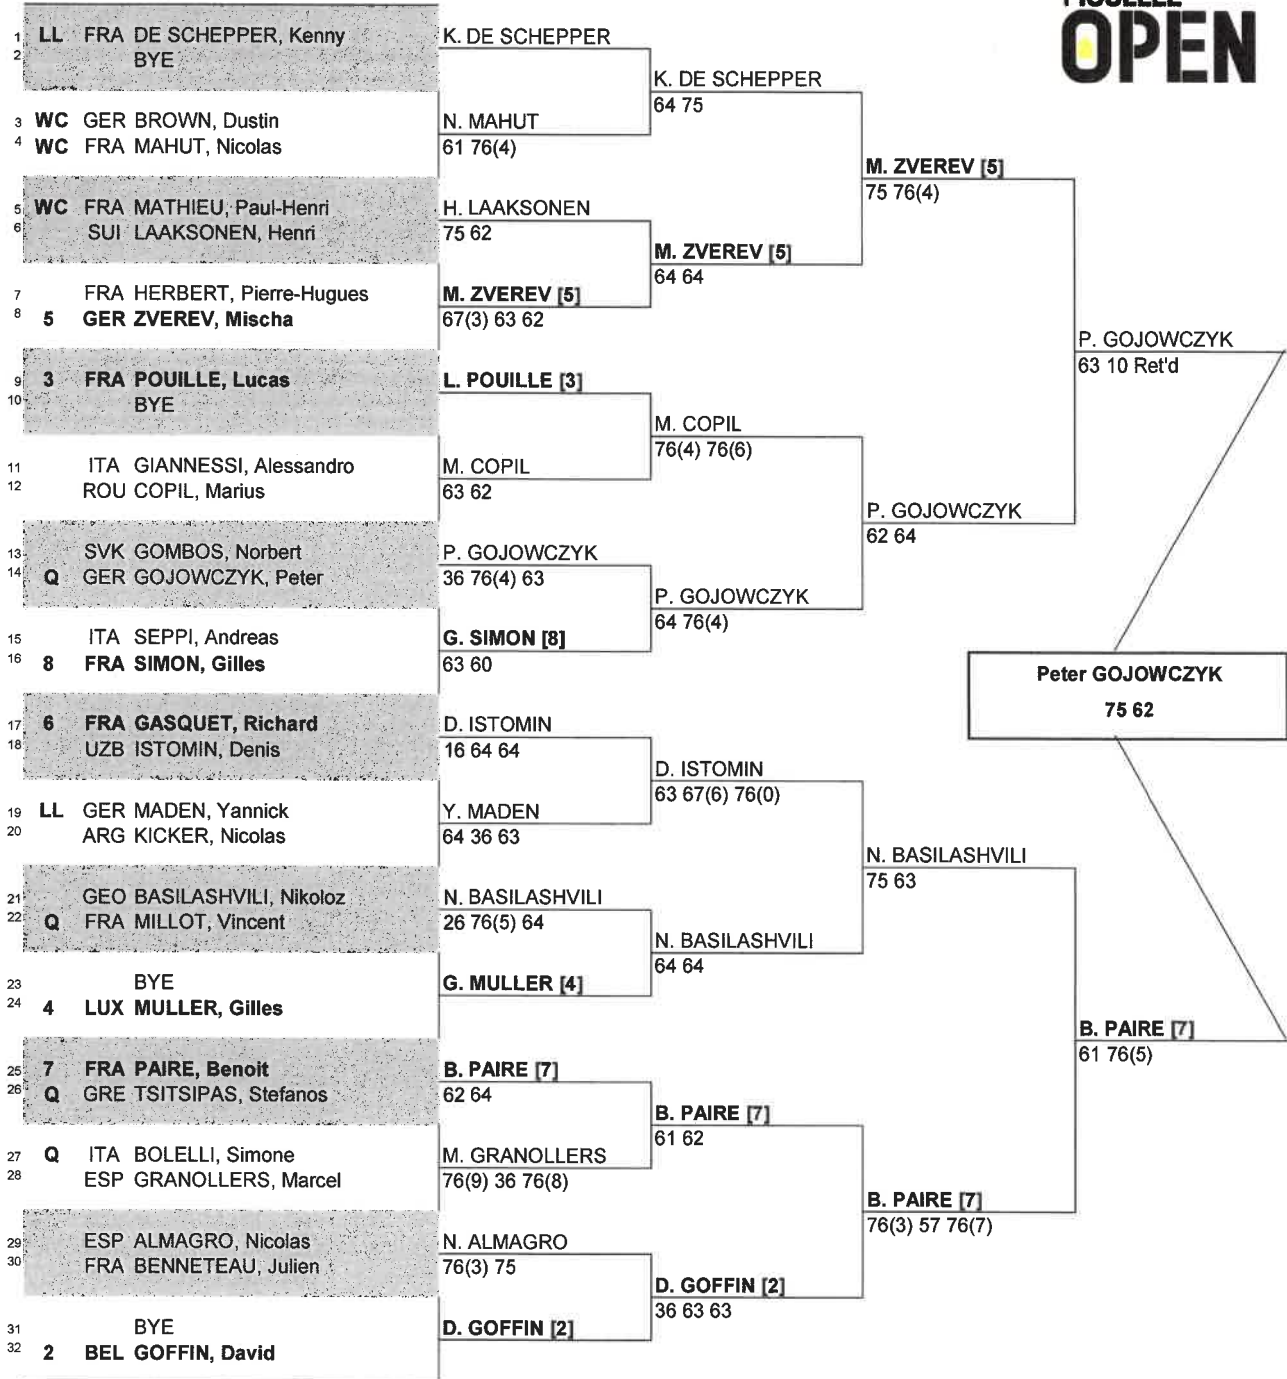 OPEN
1 LL FRA DE SCHEPPER, Kenny
2 BYE
3 WC GER BROWN, Dustin
4 WC FRA MAHUT, Nicolas
5 WC FRA MATHIEU, Paul-Henri
6 SUI LAAKSONEN, Henri
7 FRA HERBERT, Pierre-Hugues
8 5 GER ZVEREV, Mischa
9 3 FRA POUILLE, Lucas
10 BYE
11 ITA GIANNESSI, Alessandro
12 ROU COPIL, Marius
13 SVK GOMBOS, Norbert
14 Q GER GOJOWCZYK, Peter
15 ITA SEPPI, Andreas
16 8 FRA SIMON, Gilles
17 6 FRA GASQUET, Richard
18 UZB ISTOMIN, Denis
19 LL GER MADEN, Yannick
20 ARG KICKER, Nicolas
21 GEO BASILASHVILI, Nikoloz
22 Q FRA MILLOT, Vincent
23 BYE
24 4 LUX MULLER, Gilles
25 7 FRA PAIRE, Benoit
26 Q GRE TSITSIPAS, Stefanos
27 Q ITA BOLELLI, Simone
28 ESP GRANOLLERS, Marcel
29 ESP ALMAGRO, Nicolas
30 FRA BENNETEAU, Julien
31 BYE
32 2 BEL GOFFIN, David
K. DE SCHEPPER
N. MAHUT
61 76(4)
H. LAAKSONEN
75 62
M. ZVEREV [5]
67(3) 63 62
L. POUILLE [3]
M. COPIL
63 62
P. GOJOWCZYK
36 76(4) 63
G. SIMON [8]
63 60
D. ISTOMIN
16 64 64
Y. MADEN
64 36 63
N. BASILASHVILI
26 76(5) 64
G. MULLER [4]
B. PAIRE [7]
62 64
M. GRANOLLERS
76(9) 36 76(8)
N. ALMAGRO
76(3) 75
D. GOFFIN [2]
K. DE SCHEPPER
64 75
M. ZVEREV [5]
64 64
M. COPIL
76(4) 76(6)
P. GOJOWCZYK
64 76(4)
D. ISTOMIN
63 67(6) 76(0)
N. BASILASHVILI
64 64
B. PAIRE [7]
61 62
D. GOFFIN [2]
36 63 63
M. ZVEREV [5]
75 76(4)
P. GOJOWCZYK
62 64
N. BASILASHVILI
75 63
B. PAIRE [7]
76(3) 57 76(7)
P. GOJOWCZYK
63 10 Ret'd
B. PAIRE [7]
61 76(5)
Peter GOJOWCZYK
75 62